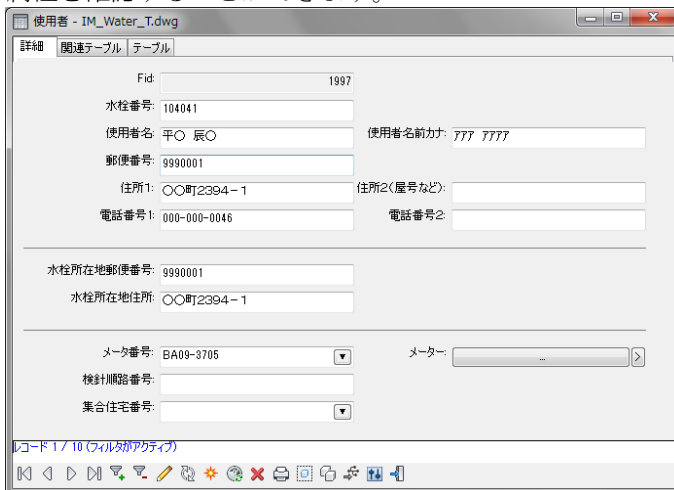 使用者 - IM_Water_T.dwg
詳細 関連テーブル テーブル
Fid: 1997
水栓番号: 104041
使用者名: 平○ 辰○ 使用者名前カナ: ｱｱｱ ｱｱｱｱ
郵便番号: 9990001
住所1: ○○町2394－1 住所2(屋号など):
電話番号1: 000-000-0046 電話番号2:
水栓所在地郵便番号: 9990001
水栓所在地住所: ○○町2394－1
メータ番号: BA09-3705 メーター: ...
検針順路番号:
集合住宅番号:
レコード 1 / 10 (フィルタがアクティブ)